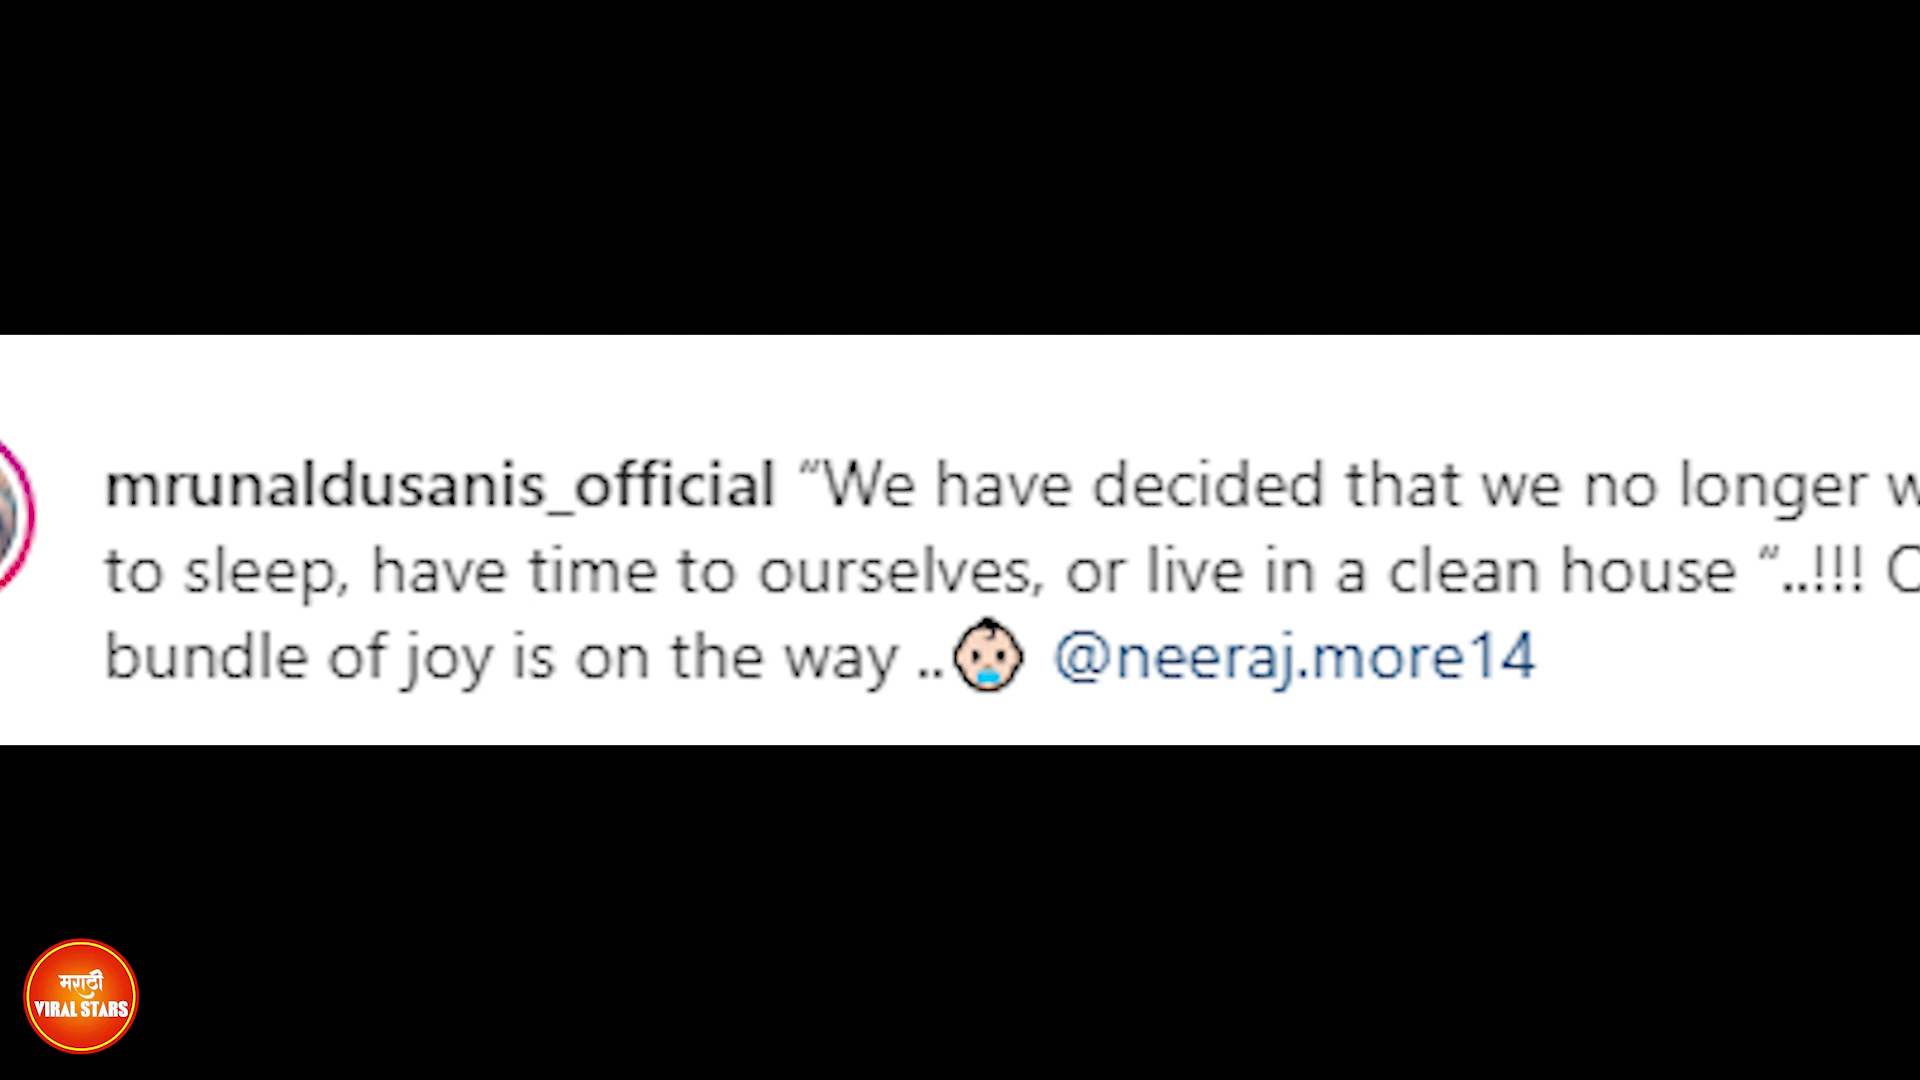 mrunaldusanis_official “We have decided that we no longer
to sleep, have time to ourselves, or live in a clean house “..!!!
bundle of joy is on the way ..👶 @neeraj.more14
मराठी
VIRAL STARS